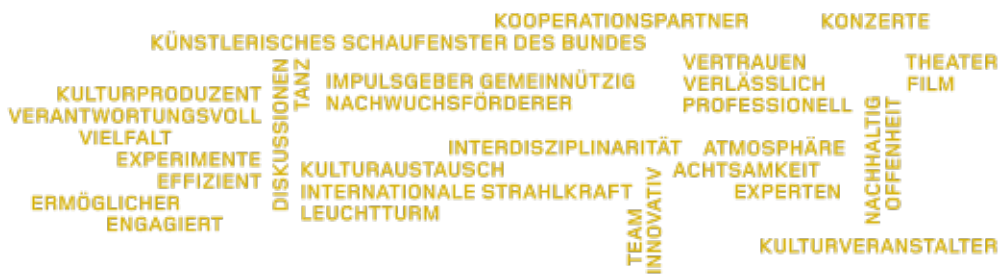 KOOPERATIONSPARTNER
KONZERTE
KÜNSTLERISCHES SCHAUFENSTER DES BUNDES
VERTRAUEN
THEATER
VERLÄSSLICH
FILM
PROFESSIONELL
DISKUSSIONEN
TANZ
IMPULSGEBER GEMEINNÜTZIG
NACHWUCHSFÖRDERER
KULTURPRODUZENT
VERANTWORTUNGSVOLL
VIELFALT
EXPERIMENTE
EFFIZIENT
ERMÖGLICHER
ENGAGIERT
INTERDISZIPLINARITÄT
ATMOSPHÄRE
KULTURAUSTAUSCH
ACHTSAMKEIT
INTERNATIONALE STRAHLKRAFT
EXPERTEN
LEUCHTTURM
TEAM
INNOVATIV
NACHHALTIG
OFFENHEIT
KULTURVERANSTALTER